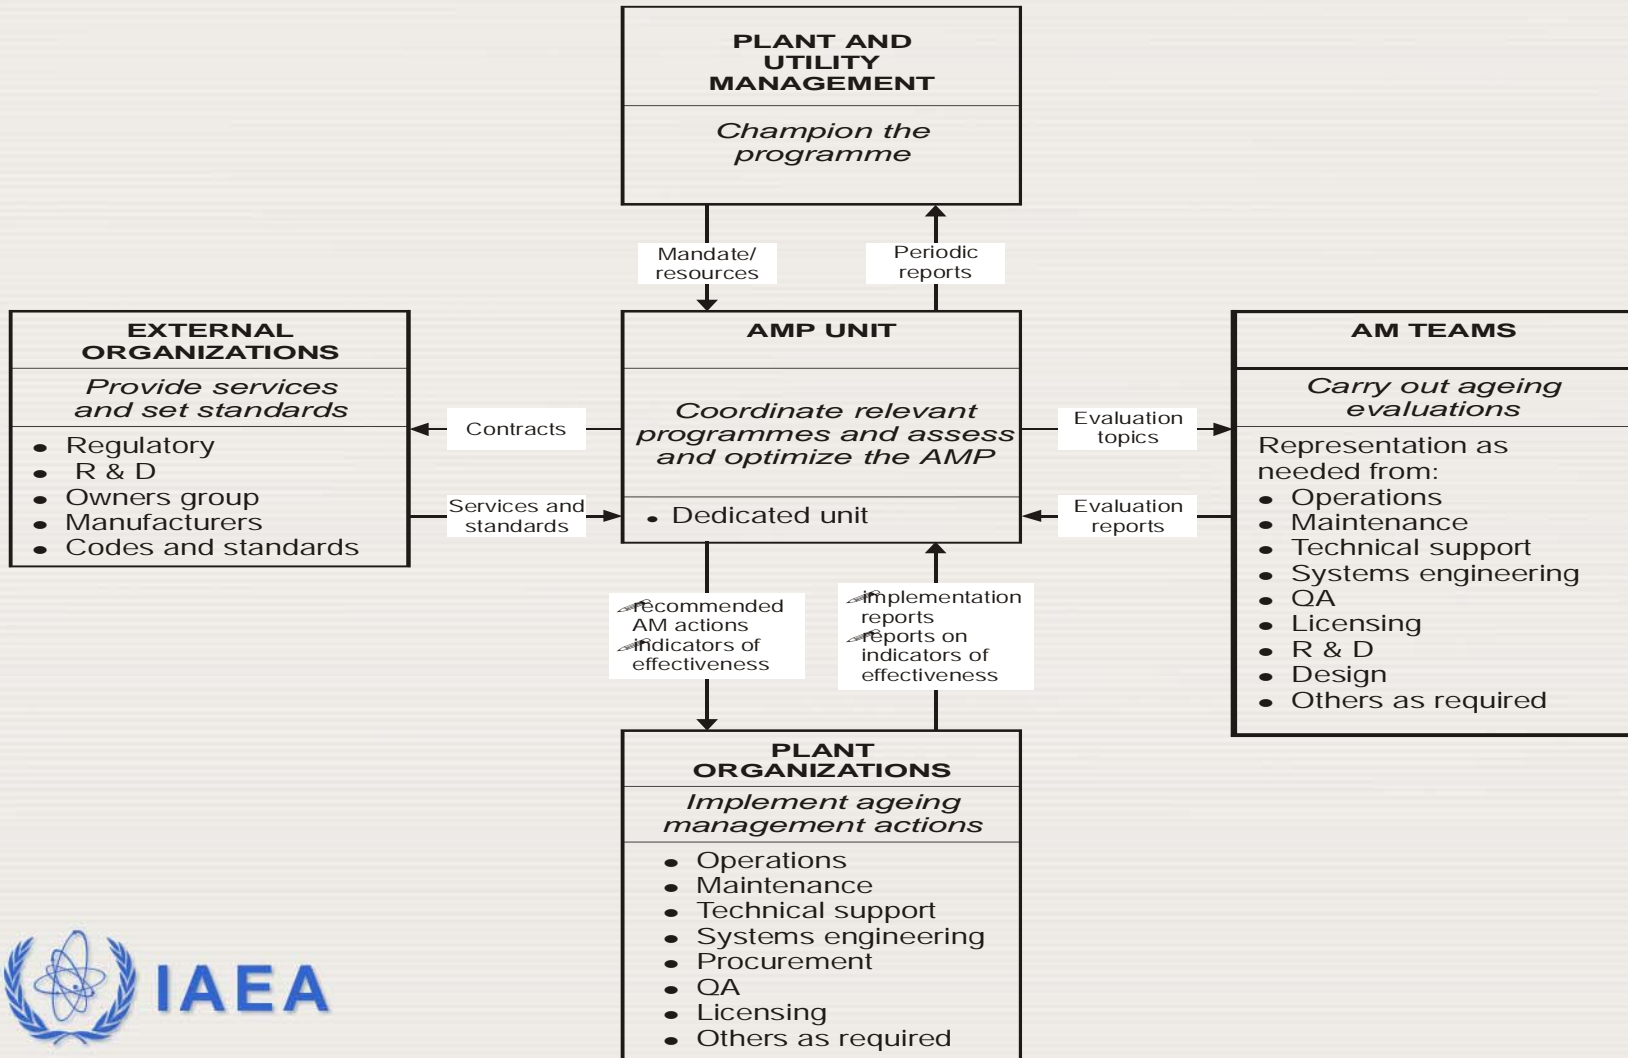 PLANT AND
UTILITY
MANAGEMENT
Champion the
programme
Mandate/
resources
Periodic
reports
EXTERNAL
ORGANIZATIONS
Provide services
and set standards
• Regulatory
• R & D
• Owners group
• Manufacturers
• Codes and standards
Contracts
Services and
standards
AMP UNIT
Coordinate relevant
programmes and assess
and optimize the AMP
• Dedicated unit
Evaluation
topics
Evaluation
reports
AM TEAMS
Carry out ageing
evaluations
Representation as
needed from:
• Operations
• Maintenance
• Technical support
• Systems engineering
• QA
• Licensing
• R & D
• Design
• Others as required
recommended
AM actions
indicators of
effectiveness
implementation
reports
reports on
indicators of
effectiveness
PLANT
ORGANIZATIONS
Implement ageing
management actions
• Operations
• Maintenance
• Technical support
• Systems engineering
• Procurement
• QA
• Licensing
• Others as required
IAEA